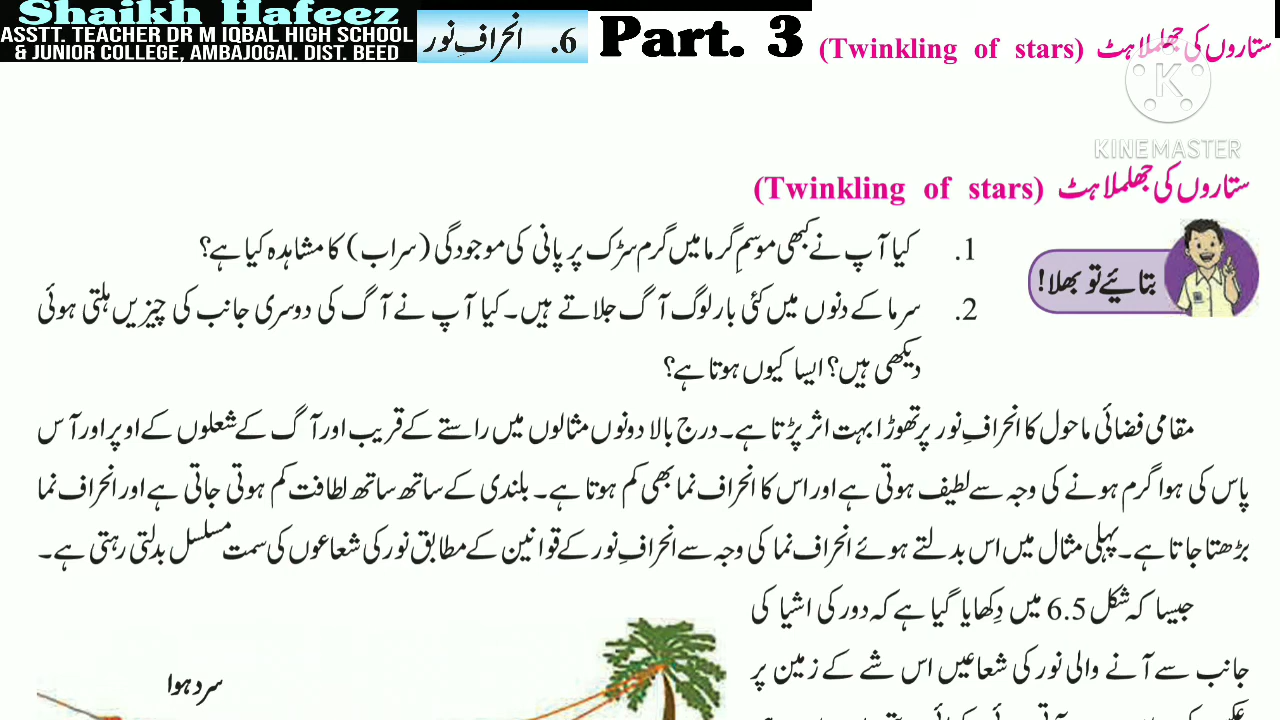 Shaikh Hafeez
ASSTT. TEACHER DR M IQBAL HIGH SCHOOL
& JUNIOR COLLEGE, AMBAJOGAI. DIST. BEED
6. انحرافِ نور
Part. 3
ستاروں کی جھلملاہٹ (Twinkling of stars)
KINEMASTER
ستاروں کی جھلملاہٹ (Twinkling of stars)
بتائیے تو بھلا!
1. کیا آپ نے کبھی موسمِ گرما میں گرم سڑک پر پانی کی موجودگی (سراب) کا مشاہدہ کیا ہے؟
2. سرما کے دنوں میں کئی بار لوگ آگ جلاتے ہیں۔ کیا آپ نے آگ کی دوسری جانب کی چیزیں ہلتی ہوئی
دیکھی ہیں؟ ایسا کیوں ہوتا ہے؟
مقامی فضائی ماحول کا انحرافِ نور پر تھوڑا بہت اثر پڑتا ہے۔ درج بالا دونوں مثالوں میں راستے کے قریب اور آگ کے شعلوں کے اوپر اور آس
پاس کی ہوا گرم ہونے کی وجہ سے لطیف ہوتی ہے اور اس کا انحراف نما بھی کم ہوتا ہے۔ بلندی کے ساتھ ساتھ لطافت کم ہوتی جاتی ہے اور انحراف نما
بڑھتا جاتا ہے۔ پہلی مثال میں اس بدلتے ہوئے انحراف نما کی وجہ سے انحرافِ نور کے قوانین کے مطابق نور کی شعاعوں کی سمت مسلسل بدلتی رہتی ہے۔
جیسا کہ شکل 6.5 میں دِکھایا گیا ہے کہ دور کی اشیا کی
جانب سے آنے والی نور کی شعاعیں اس شے کے زمین پر
سرد ہوا